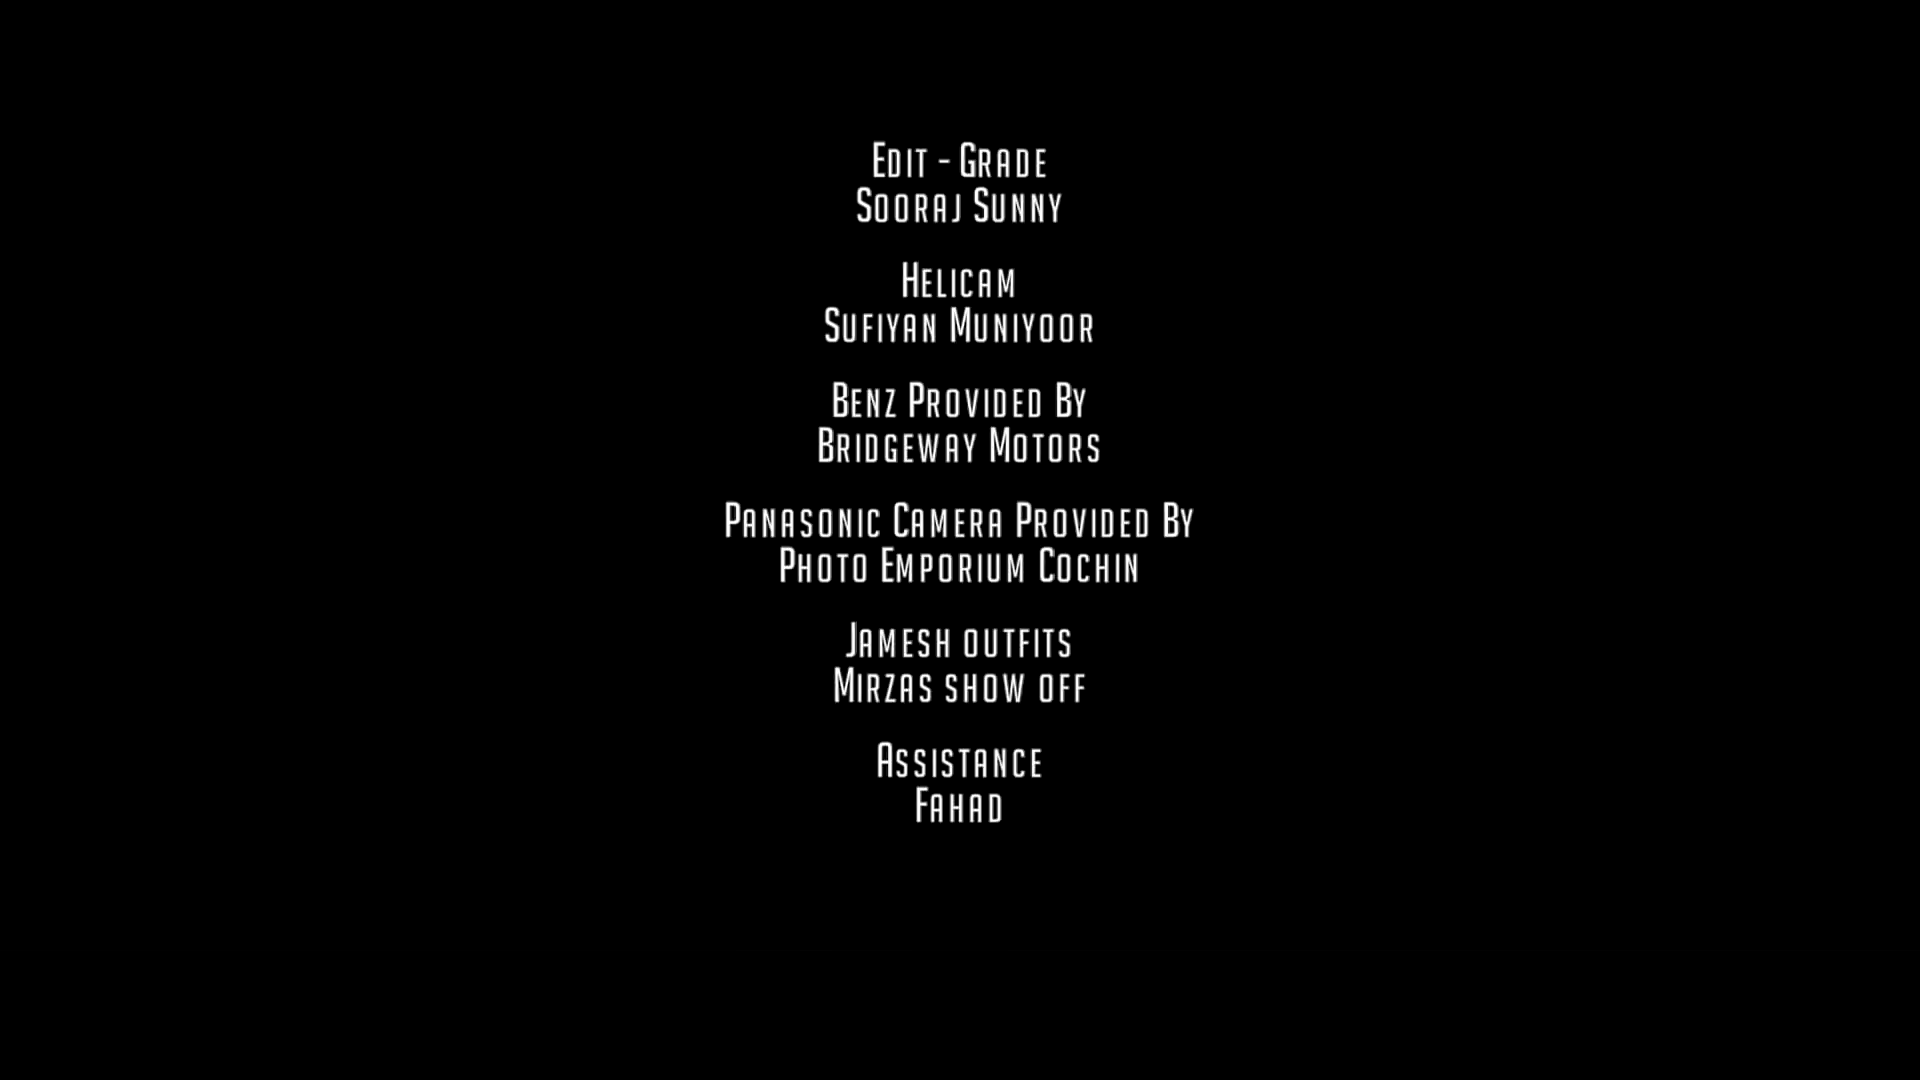 Edit - Grade
Sooraj Sunny
Helicam
Sufiyan Muniyoor
Benz Provided By
Bridgeway Motors
Panasonic Camera Provided By
Photo Emporium Cochin
Jamesh outfits
Mirzas show off
Assistance
Fahad